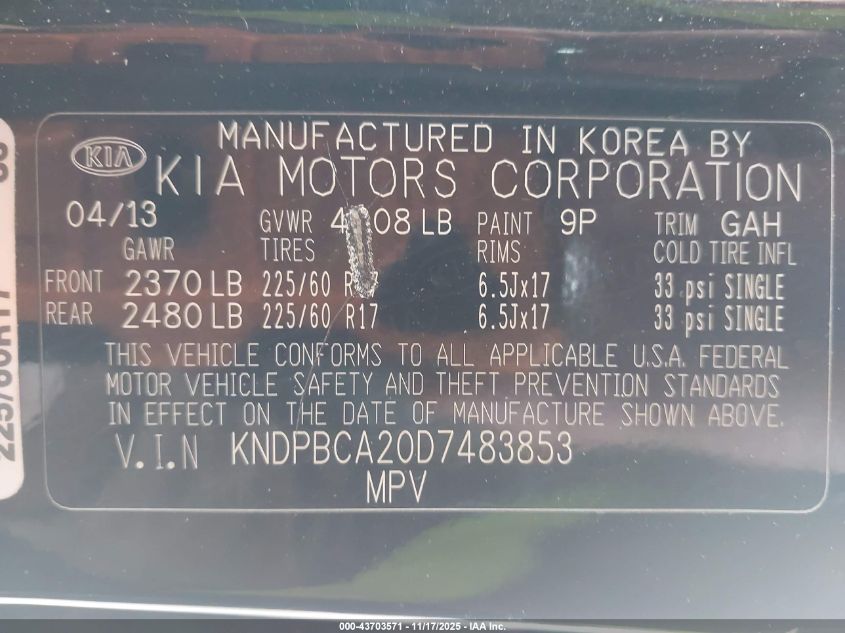 MANUFACTURED IN KOREA BY
KIA KIA MOTORS CORPORATION
04/13 GVWR LB PAINT 9P TRIM GAH
GAWR TIRES RIMS COLD TIRE INFL
FRONT 2370 LB 225/60 6.5Jx17 33 psi SINGLE
REAR 2480 LB 225/60 R17 6.5Jx17 33 psi SINGLE
THIS VEHICLE CONFORMS TO ALL APPLICABLE U.S.A. FEDERAL
MOTOR VEHICLE SAFETY AND THEFT PREVENTION STANDARDS
IN EFFECT ON THE DATE OF MANUFACTURE SHOWN ABOVE.
V.I.N KNDPBCA20D7483853
MPV
225/60R17
000-43703571 - 11/17/2025 - IAA Inc.